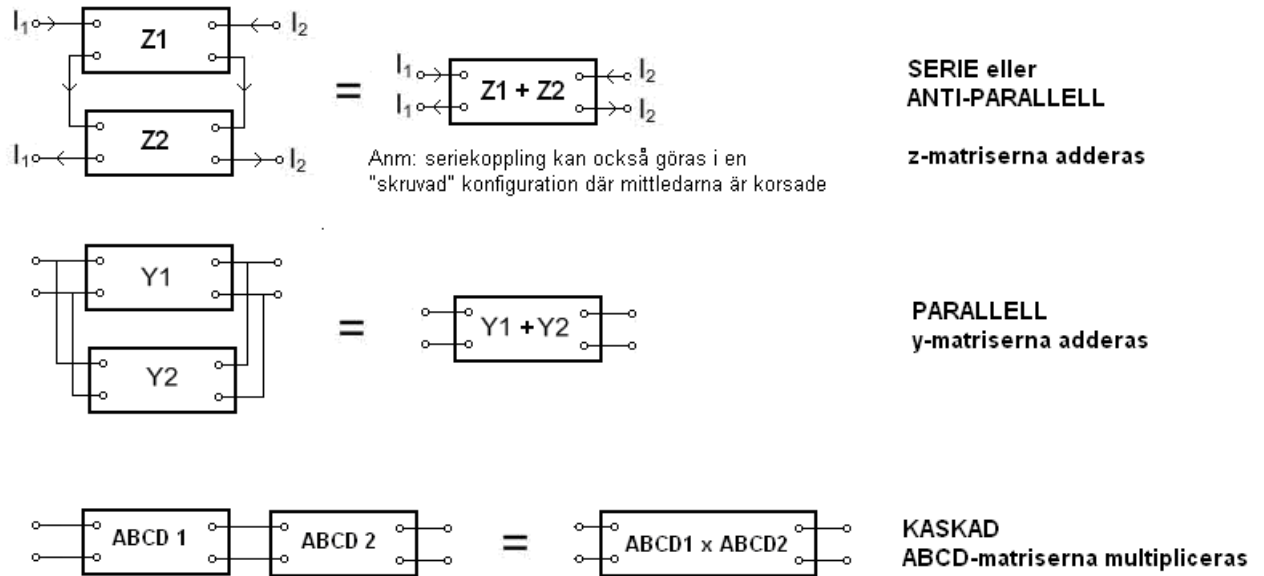 I1 Z1 I2
I1 Z2 I2
=
I1 I2
Z1 + Z2
I1 I2
Anm: seriekoppling kan också göras i en
"skruvad" konfiguration där mittledarna är korsade
SERIE eller
ANTI-PARALLELL
z-matriserna adderas
Y1
Y2
=
Y1 + Y2
PARALLELL
y-matriserna adderas
ABCD 1
ABCD 2
=
ABCD1 x ABCD2
KASKAD
ABCD-matriserna multipliceras